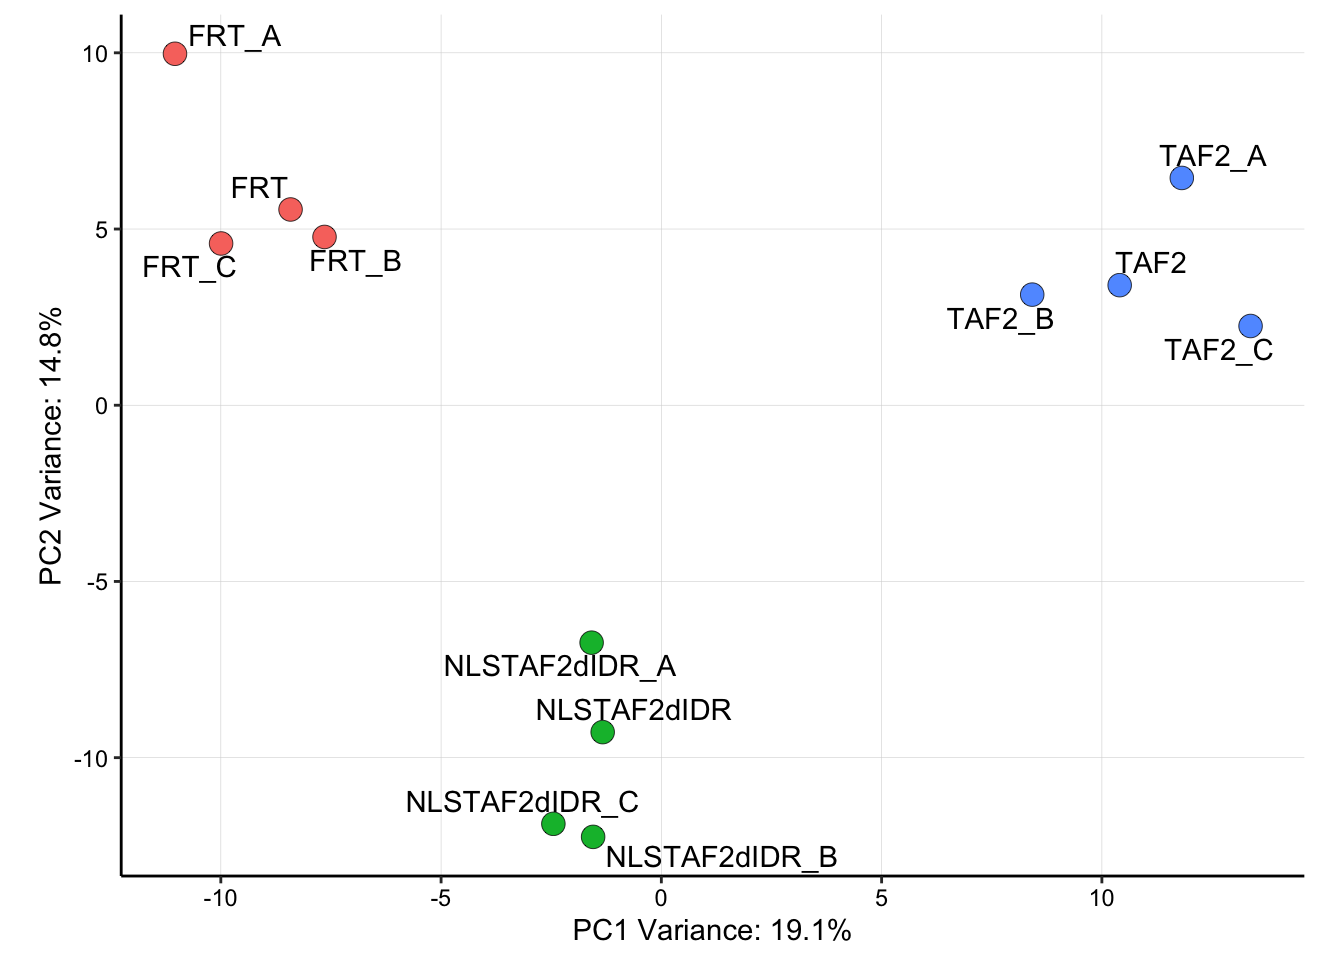 FRT_A
10
TAF2_A
FRT
5
FRT_C
FRT_B
TAF2
TAF2_B
TAF2_C
PC2 Variance: 14.8%
0
-5
NLSTAF2dIDR_A
NLSTAF2dIDR
-10
NLSTAF2dIDR_C
NLSTAF2dIDR_B
-10
-5
0
5
10
PC1 Variance: 19.1%